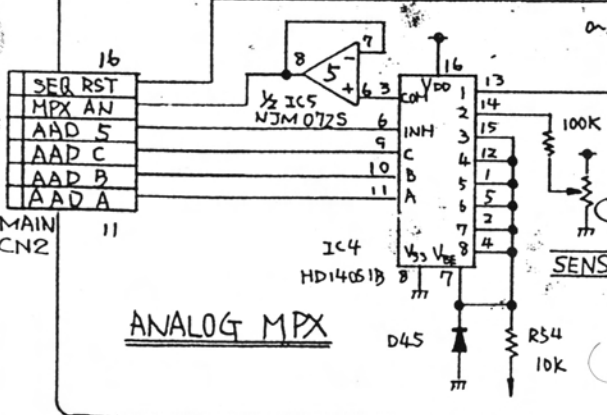 16
SEQ RST
MPX AN
AAD S
AAD C
AAD B
AAD A
11
MAIN
CN2
8
7
5
-
+
6
3
½ IC5
NJM072S
6
9
10
11
16
VDD
COM
INH
C
B
A
1
2
3
4
5
6
7
8
13
14
15
12
1
5
2
4
IC4
HD14051B
VSS
VEE
8
7
100K
SENS
D45
R54
10K
ANALOG MPX